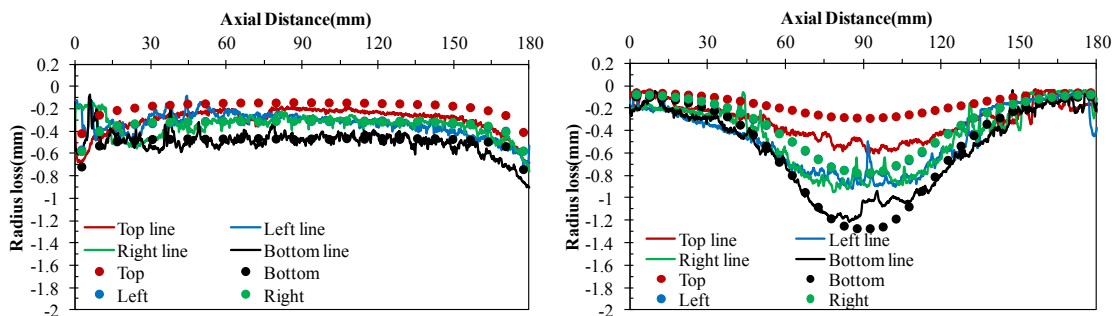 Axial Distance(mm)
0 30 60 90 120 150 180
Radius loss(mm)
0.2
0
-0.2
-0.4
-0.6
-0.8
-1
-1.2
-1.4
-1.6
-1.8
-2
Top line Left line
Right line Bottom line
Top Bottom
Left Right
Axial Distance(mm)
0 30 60 90 120 150 180
Radius loss(mm)
0.2
0
-0.2
-0.4
-0.6
-0.8
-1
-1.2
-1.4
-1.6
-1.8
-2
Top line Left line
Right line Bottom line
Top Bottom
Left Right